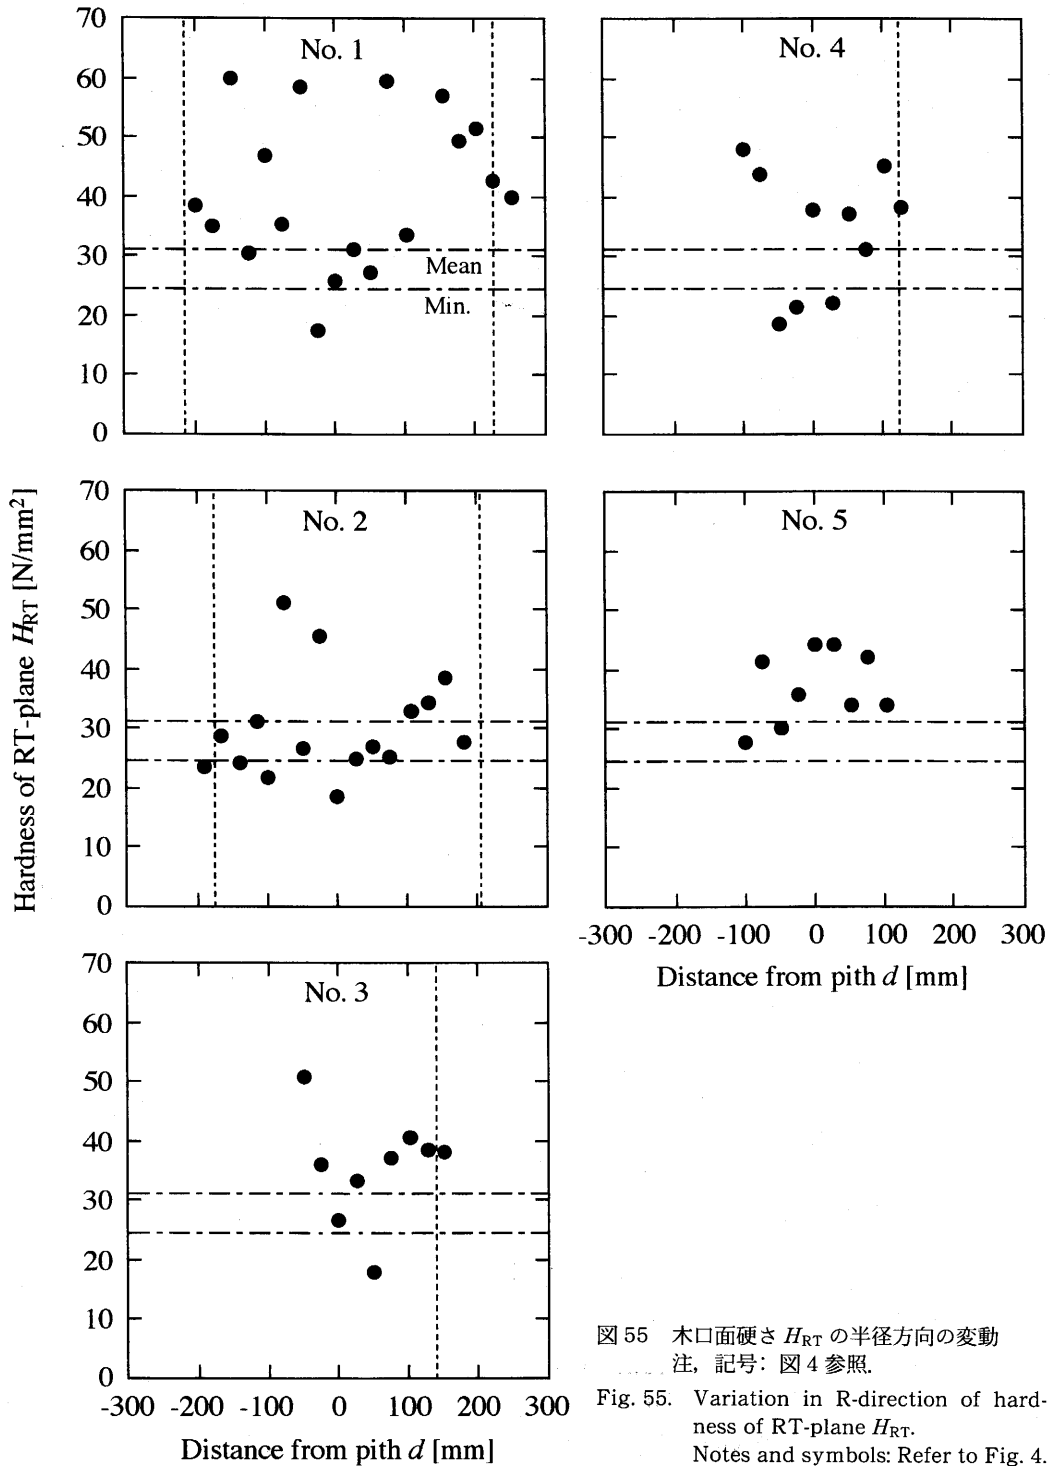 70
60
50
40
30
20
10
0
No. 1
Mean
Min.
No. 4
Hardness of RT-plane H_RT [N/mm²]
70
60
50
40
30
20
10
0
No. 2
No. 5
-300 -200 -100 0 100 200 300
Distance from pith d [mm]
70
60
50
40
30
20
10
0
No. 3
-300 -200 -100 0 100 200 300
Distance from pith d [mm]
図 55 木口面硬さ H_RT の半径方向の変動
注, 記号: 図 4 参照.
Fig. 55. Variation in R-direction of hard-
ness of RT-plane H_RT.
Notes and symbols: Refer to Fig. 4.